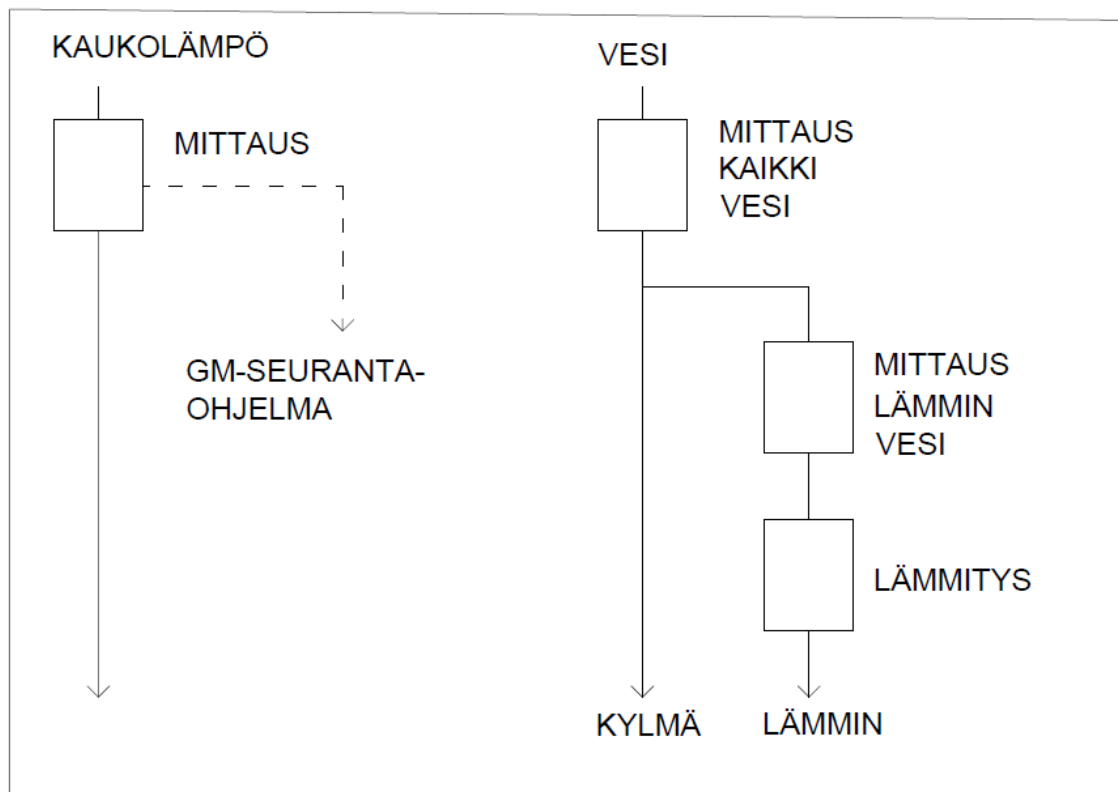 KAUKOLÄMPÖ
MITTAUS
GM-SEURANTA-
OHJELMA
VESI
MITTAUS
KAIKKI
VESI
MITTAUS
LÄMMIN
VESI
LÄMMITYS
KYLMÄ
LÄMMIN